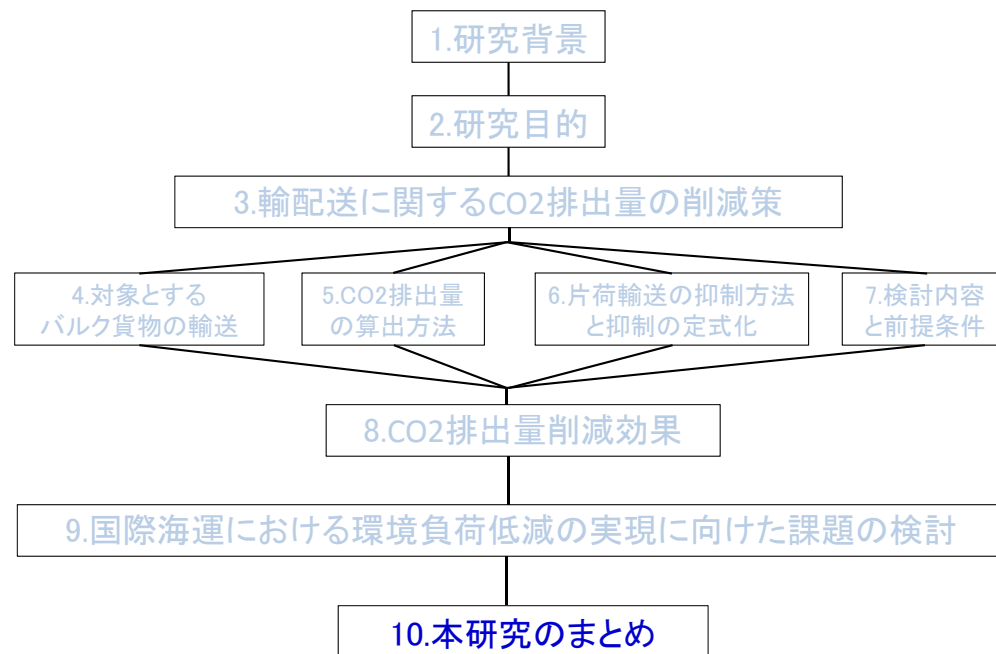 1.研究背景
2.研究目的
3.輸配送に関するCO2排出量の削減策
4.対象とする
バルク貨物の輸送
5.CO2排出量
の算出方法
6.片荷輸送の抑制方法
と抑制の定式化
7.検討内容
と前提条件
8.CO2排出量削減効果
9.国際海運における環境負荷低減の実現に向けた課題の検討
10.本研究のまとめ